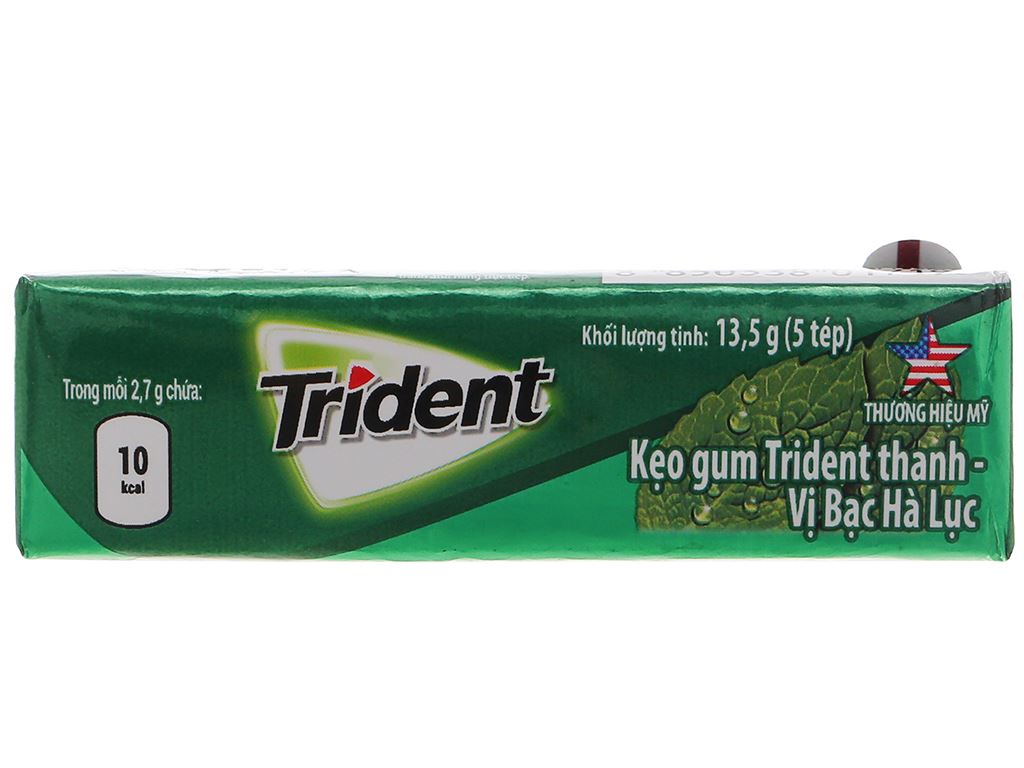 Khối lượng tịnh: 13,5 g (5 tép)
Trong mỗi 2,7 g chứa:
10
kcal
Trident
THƯƠNG HIỆU MỸ
Kẹo gum Trident thanh -
Vị Bạc Hà Lục